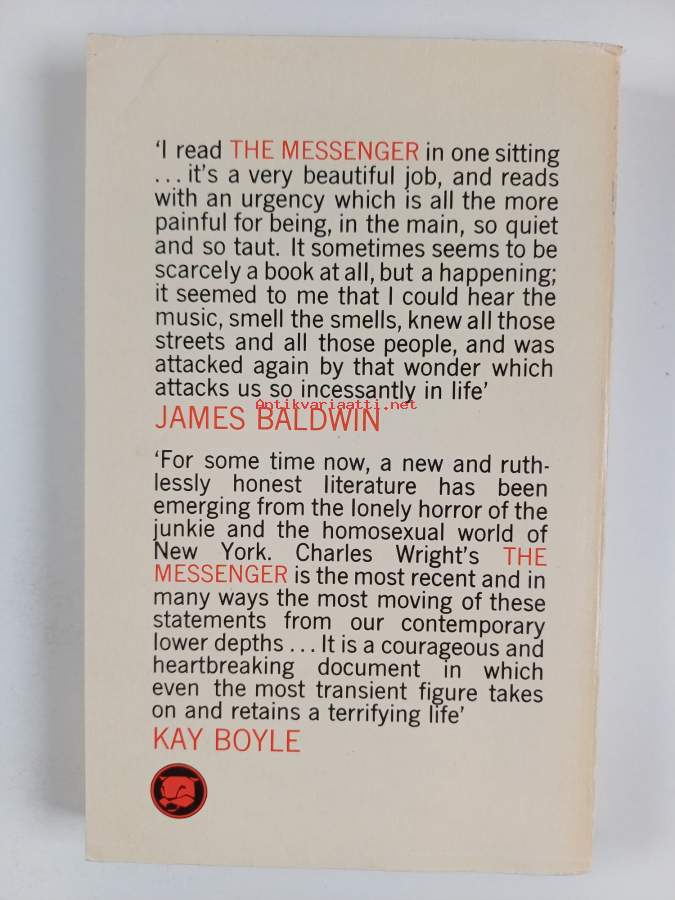 ‘I read THE MESSENGER in one sitting
... it’s a very beautiful job, and reads
with an urgency which is all the more
painful for being, in the main, so quiet
and so taut. It sometimes seems to be
scarcely a book at all, but a happening;
it seemed to me that I could hear the
music, smell the smells, knew all those
streets and all those people, and was
attacked again by that wonder which
attacks us so incessantly in life’
Antikvariaatti.net
JAMES BALDWIN
‘For some time now, a new and ruth-
lessly honest literature has been
emerging from the lonely horror of the
junkie and the homosexual world of
New York. Charles Wright’s THE
MESSENGER is the most recent and in
many ways the most moving of these
statements from our contemporary
lower depths ... It is a courageous and
heartbreaking document in which
even the most transient figure takes
on and retains a terrifying life’
KAY BOYLE